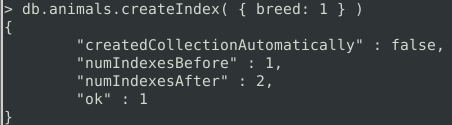 > db.animals.createIndex( { breed: 1 } )
{
        "createdCollectionAutomatically" : false,
        "numIndexesBefore" : 1,
        "numIndexesAfter" : 2,
        "ok" : 1
}